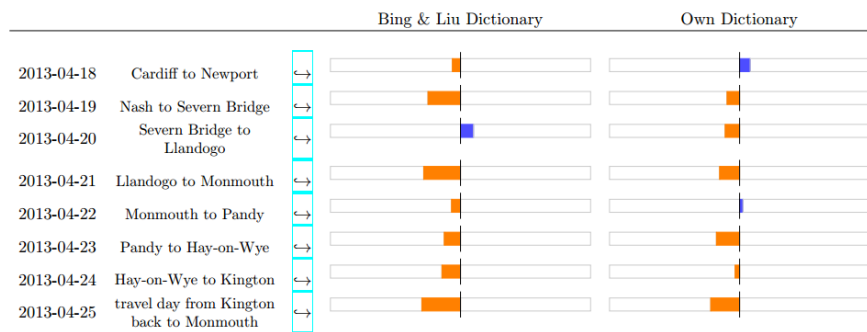 Bing & Liu Dictionary Own Dictionary
2013-04-18 Cardiff to Newport ↪
2013-04-19 Nash to Severn Bridge ↪
2013-04-20 Severn Bridge to ↪
Llandogo
2013-04-21 Llandogo to Monmouth ↪
2013-04-22 Monmouth to Pandy ↪
2013-04-23 Pandy to Hay-on-Wye ↪
2013-04-24 Hay-on-Wye to Kington ↪
2013-04-25 travel day from Kington ↪
back to Monmouth